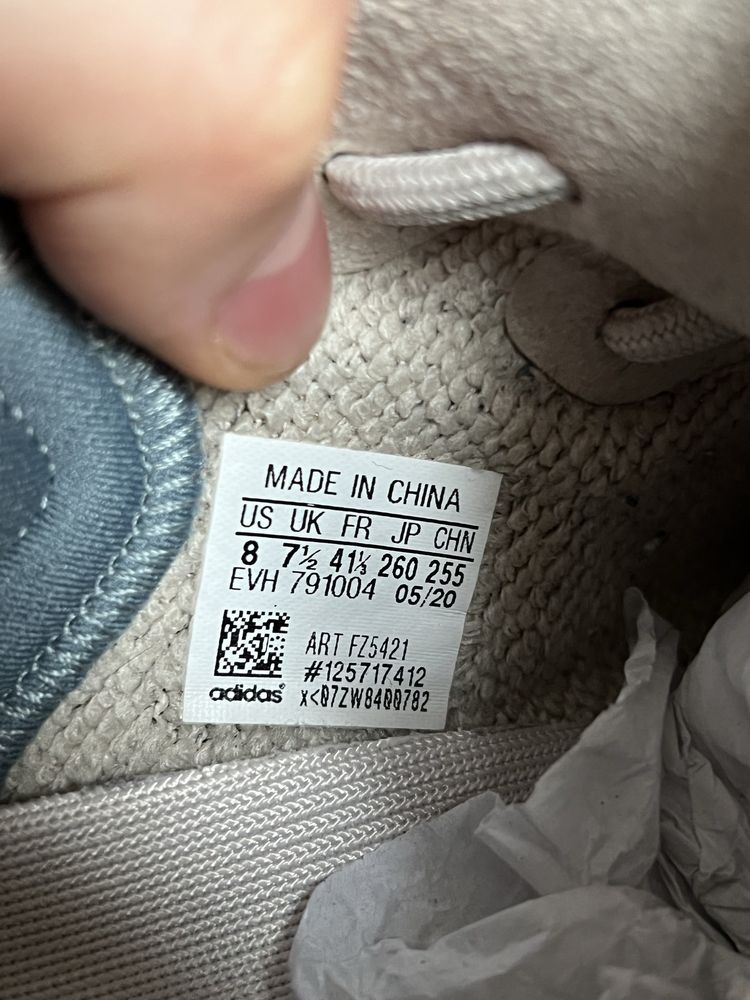 MADE IN CHINA
US UK FR JP CHN
8 7½ 41⅓ 260 255
EVH 791004 05/20
ART FZ5421
#125717412
adidas® x<07ZW8400782